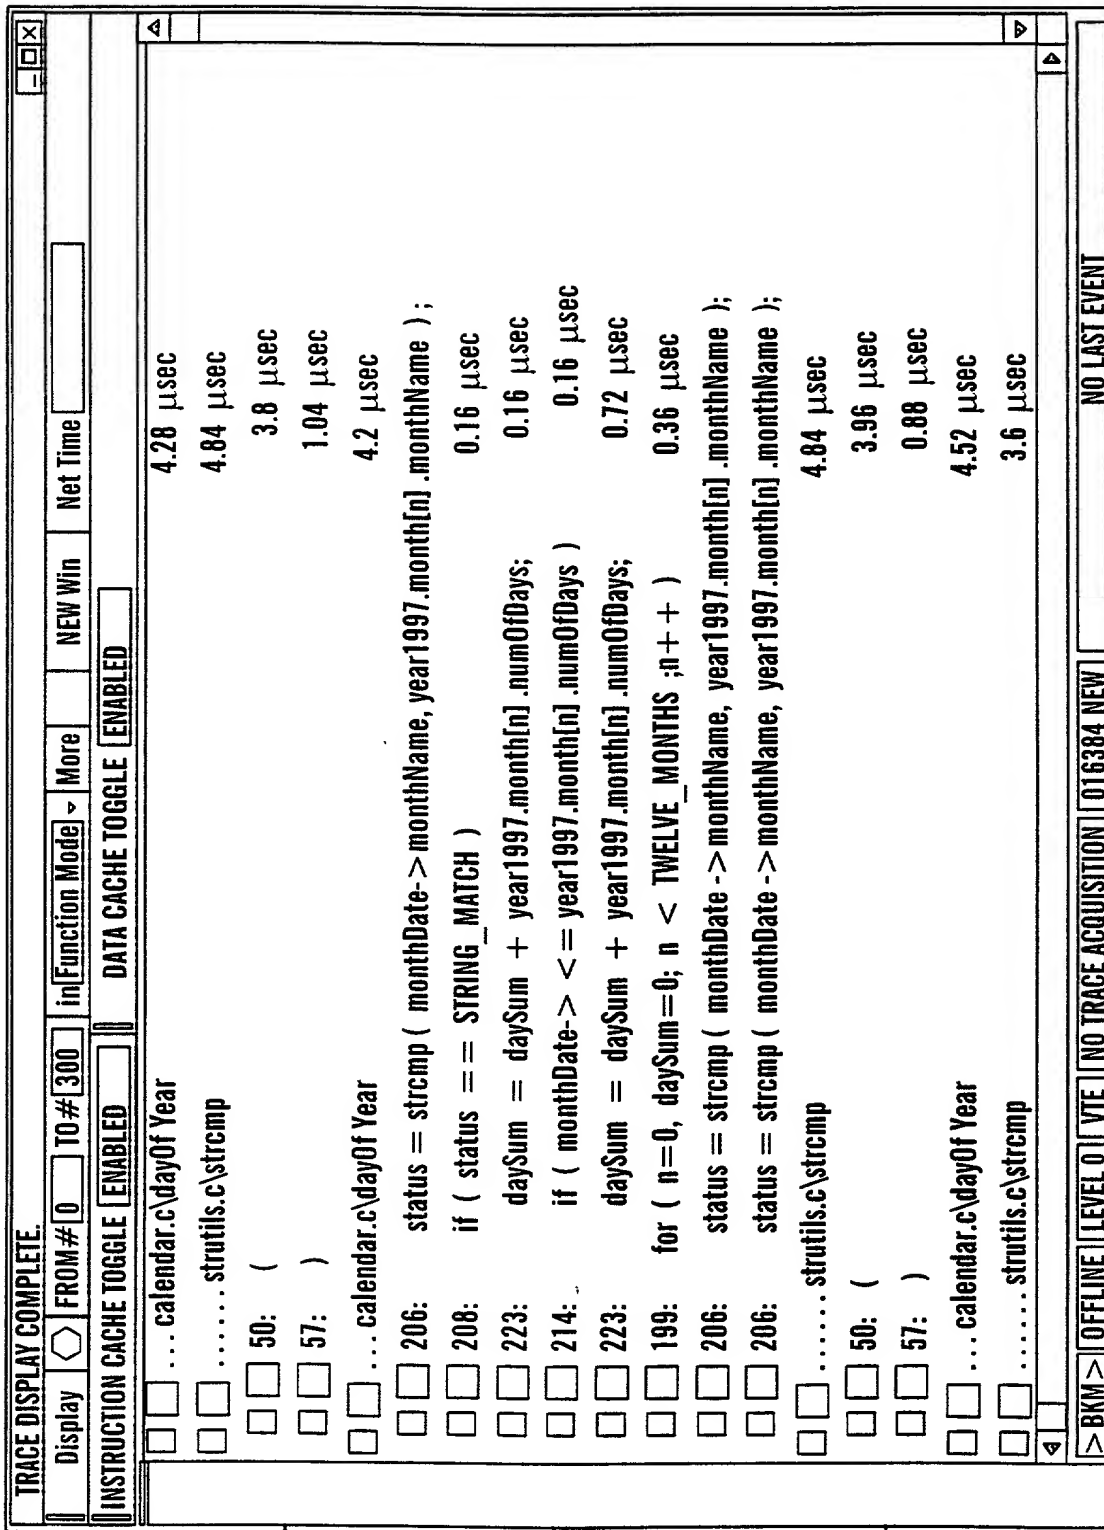 TRACE DISPLAY COMPLETE.
Display FROM# 0 TO# 300 in Function Mode More NEW Win Net Time
INSTRUCTION CACHE TOGGLE ENABLED DATA CACHE TOGGLE ENABLED
... calendar.c\dayOf Year 4.28 μsec
...... strutils.c\strcmp 4.84 μsec
50: ( 3.8 μsec
57: ) 1.04 μsec
... calendar.c\dayOf Year 4.2 μsec
206: status = strcmp ( monthDate->monthName, year1997.month[n] .monthName ) ;
208: if ( status == STRING_MATCH ) 0.16 μsec
223: daySum = daySum + year1997.month[n] .numOfDays; 0.16 μsec
214: if ( monthDate-> <= year1997.month[n] .numOfDays ) 0.16 μsec
223: daySum = daySum + year1997.month[n] .numOfDays; 0.72 μsec
199: for ( n=0, daySum=0; n < TWELVE_MONTHS ;n++ ) 0.36 μsec
206: status = strcmp ( monthDate ->monthName, year1997.month[n] .monthName );
206: status = strcmp ( monthDate ->monthName, year1997.month[n] .monthName );
...... strutils.c\strcmp 4.84 μsec
50: ( 3.96 μsec
57: ) 0.88 μsec
... calendar.c\dayOf Year 4.52 μsec
...... strutils.c\strcmp 3.6 μsec
>BKM> OFFLINE LEVEL 0 VTE NO TRACE ACQUISITION 016384 NEW NO LAST EVENT